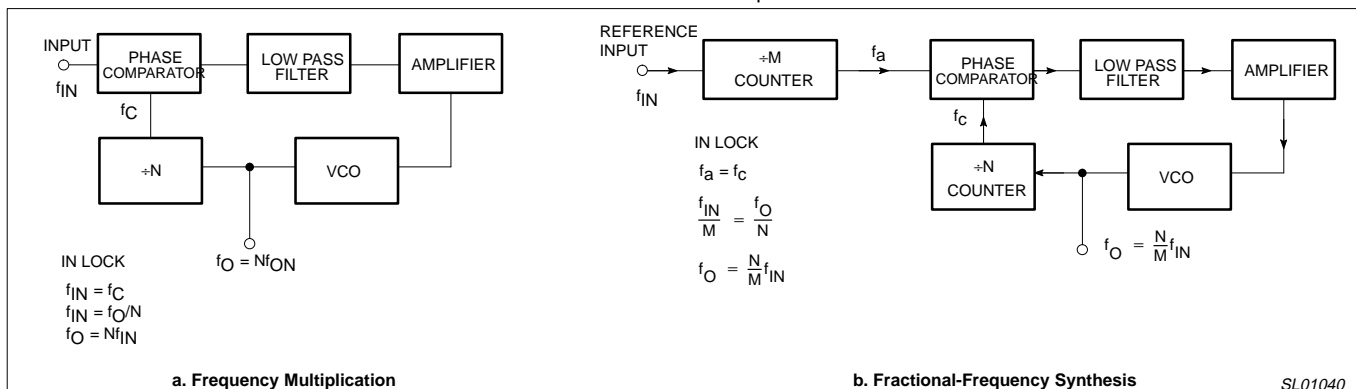 INPUT
fIN
PHASE
COMPARATOR
LOW PASS
FILTER
AMPLIFIER
fC
÷N
VCO
fO = NfON
IN LOCK
fIN = fC
fIN = fO/N
fO = NfIN
a. Frequency Multiplication
REFERENCE
INPUT
fIN
÷M
COUNTER
fa
PHASE
COMPARATOR
LOW PASS
FILTER
AMPLIFIER
fc
÷N
COUNTER
VCO
fO = N/M fIN
IN LOCK
fa = fc
fIN/M = fO/N
fO = N/M fIN
b. Fractional-Frequency Synthesis
SL01040